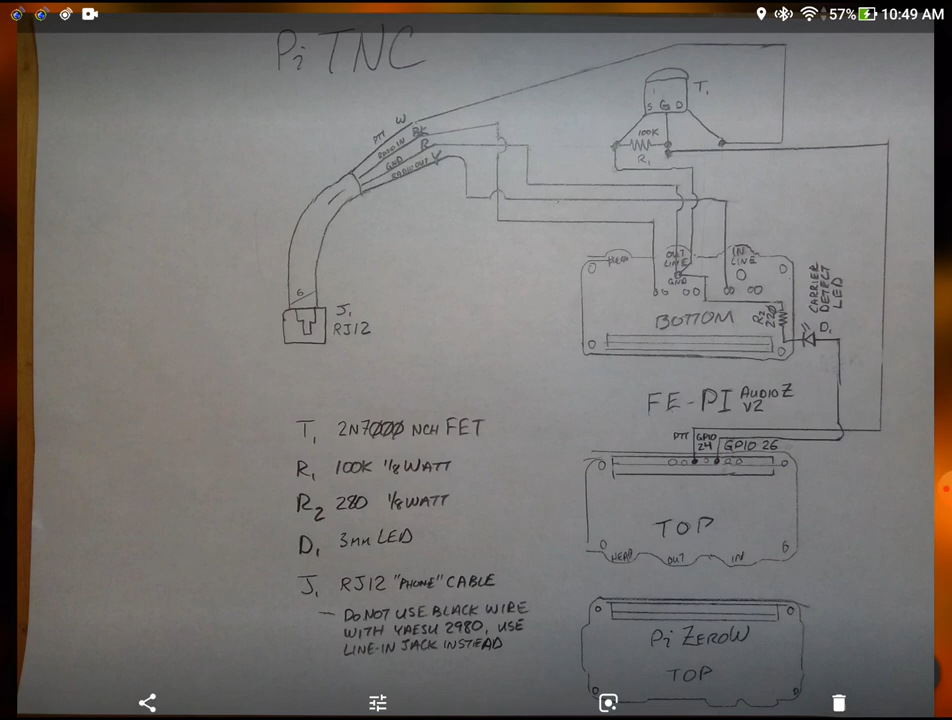 57% 10:49 AM
Pi TNC
T1
S G D
100K
R1
PTT W
RADIO IN BK
GND R
RADIO OUT Y
6
J1
RJ12
HEAD
OUT LINE
IN LINE
GND
BOTTOM
R2 220
CARRIER
DETECT
LED
D1
FE-PI AUDIO Z
V2
PTT GPIO 24 GPIO 26
TOP
HEAD OUT IN
6
Pi ZERO W
TOP
T1 2N7000 NCH FET
R1 100K 1/8 WATT
R2 280 1/8 WATT
D1 3MM LED
J1 RJ12 "PHONE" CABLE
— DO NOT USE BLACK WIRE
WITH YAESU 2980, USE
LINE-IN JACK INSTEAD